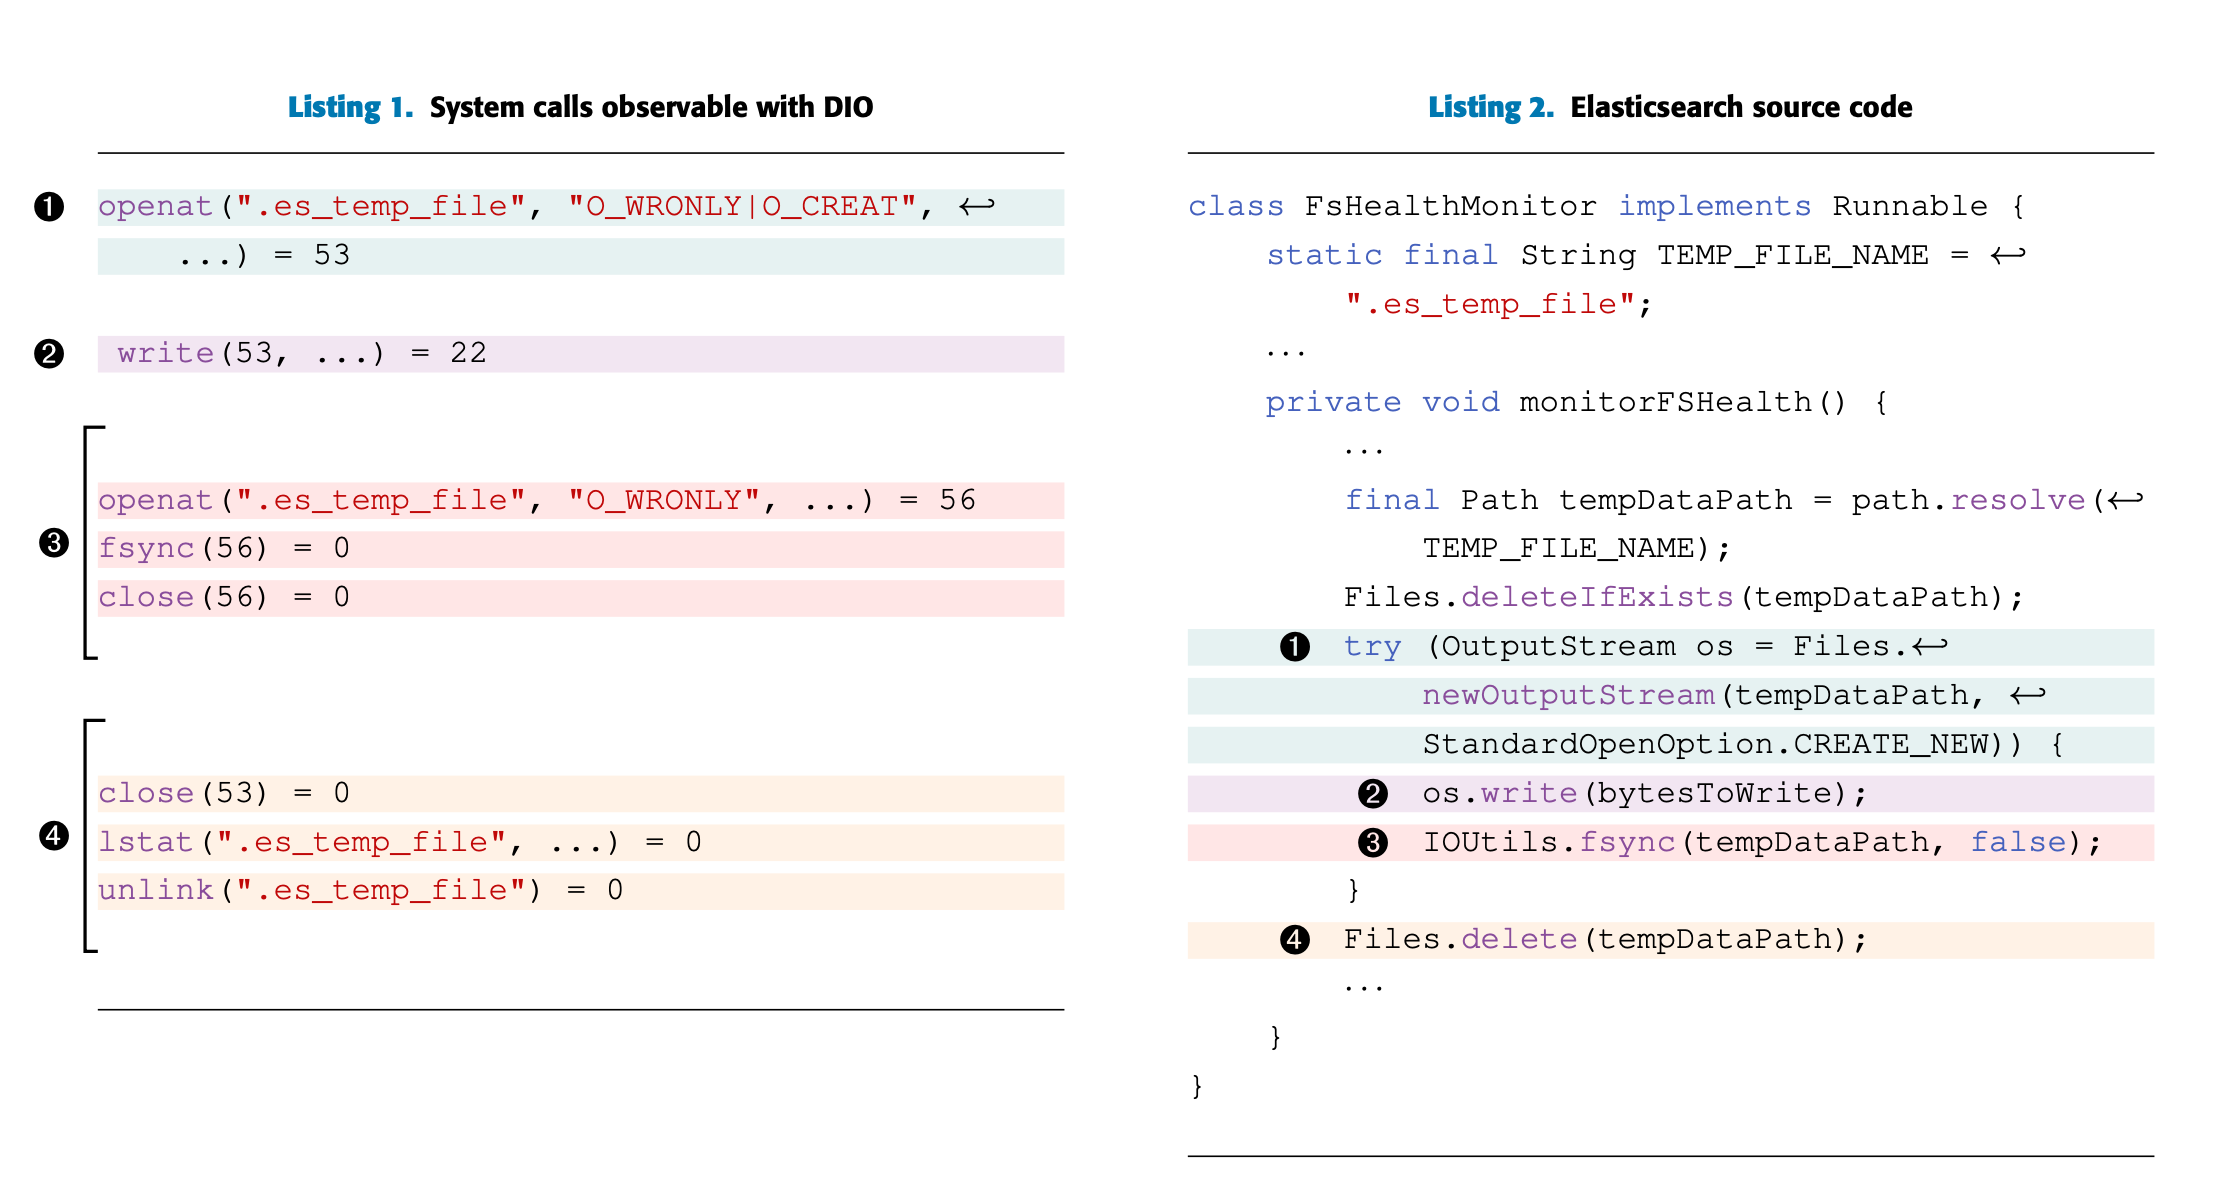 Listing 1. System calls observable with DIO
❶ openat(".es_temp_file", "O_WRONLY|O_CREAT", ↩
...) = 53
❷ write(53, ...) = 22
openat(".es_temp_file", "O_WRONLY", ...) = 56
❸ fsync(56) = 0
close(56) = 0
close(53) = 0
❹ lstat(".es_temp_file", ...) = 0
unlink(".es_temp_file") = 0
Listing 2. Elasticsearch source code
class FsHealthMonitor implements Runnable {
static final String TEMP_FILE_NAME = ↩
".es_temp_file";
...
private void monitorFSHealth() {
...
final Path tempDataPath = path.resolve(↩
TEMP_FILE_NAME);
Files.deleteIfExists(tempDataPath);
❶ try (OutputStream os = Files.↩
newOutputStream(tempDataPath, ↩
StandardOpenOption.CREATE_NEW)) {
❷ os.write(bytesToWrite);
❸ IOUtils.fsync(tempDataPath, false);
}
❹ Files.delete(tempDataPath);
...
}
}